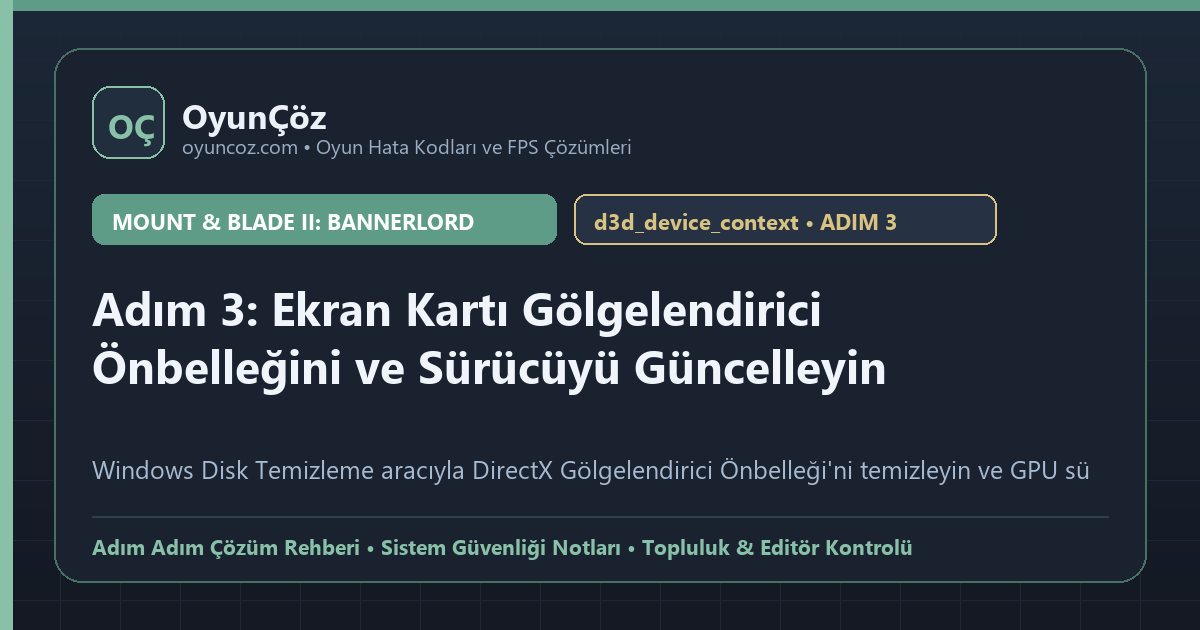 OÇ
OyunÇöz
oyuncoz.com • Oyun Hata Kodları ve FPS Çözümleri
MOUNT & BLADE II: BANNERLORD
d3d_device_context • ADIM 3
Adım 3: Ekran Kartı Gölgelendirici
Önbelleğini ve Sürücüyü Güncelleyin
Windows Disk Temizleme aracıyla DirectX Gölgelendirici Önbelleği'ni temizleyin ve GPU sü
Adım Adım Çözüm Rehberi • Sistem Güvenliği Notları • Topluluk & Editör Kontrolü